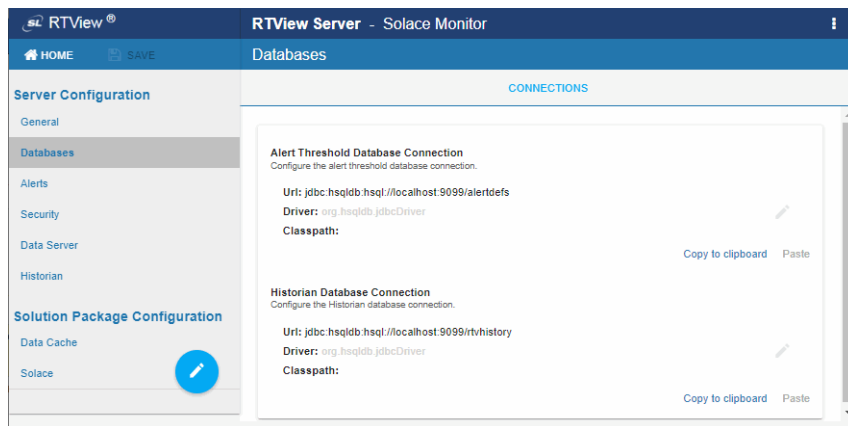 SL RTView ®
RTView Server - Solace Monitor
HOME
SAVE
Databases
Server Configuration
General
Databases
Alerts
Security
Data Server
Historian
Solution Package Configuration
Data Cache
Solace
CONNECTIONS
Alert Threshold Database Connection
Configure the alert threshold database connection.
Url: jdbc:hsqldb:hsql://localhost:9099/alertdefs
Driver: org.hsqldb.jdbcDriver
Classpath:
Copy to clipboard Paste
Historian Database Connection
Configure the Historian database connection.
Url: jdbc:hsqldb:hsql://localhost:9099/rtvhistory
Driver: org.hsqldb.jdbcDriver
Classpath:
Copy to clipboard Paste